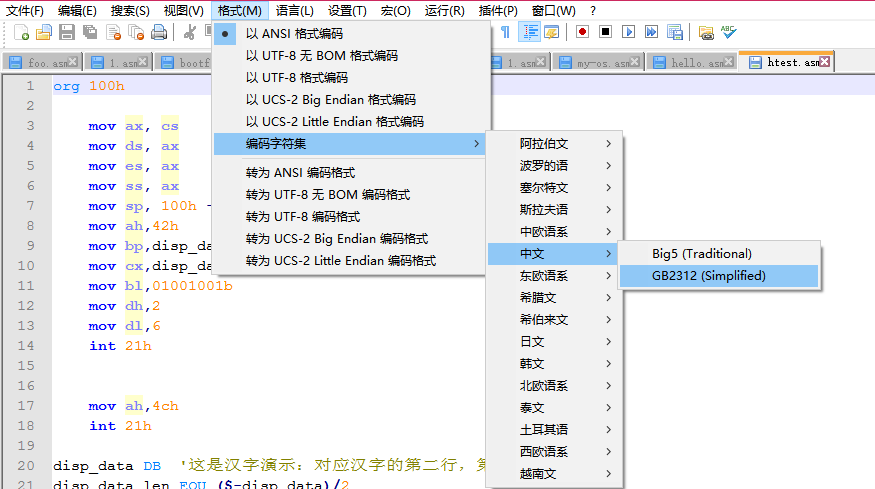 文件(F) 编辑(E) 搜索(S) 视图(V) 格式(M) 语言(L) 设置(T) 宏(O) 运行(R) 插件(P) 窗口(W) ?
foo.asm 1.asm bootf 1.asm my-os.asm hello.asm htest.asm
以 ANSI 格式编码
以 UTF-8 无 BOM 格式编码
以 UTF-8 格式编码
以 UCS-2 Big Endian 格式编码
以 UCS-2 Little Endian 格式编码
编码字符集
转为 ANSI 编码格式
转为 UTF-8 无 BOM 编码格式
转为 UTF-8 编码格式
转为 UCS-2 Big Endian 编码格式
转为 UCS-2 Little Endian 编码格式
阿拉伯文
波罗的语
塞尔特文
斯拉夫语
中欧语系
中文
东欧语系
希腊文
希伯来文
日文
韩文
北欧语系
泰文
土耳其语
西欧语系
越南文
Big5 (Traditional)
GB2312 (Simplified)
1 org 100h
2
3 mov ax, cs
4 mov ds, ax
5 mov es, ax
6 mov ss, ax
7 mov sp, 100h -
8 mov ah,42h
9 mov bp,disp_da
10 mov cx,disp_da
11 mov bl,01001001b
12 mov dh,2
13 mov dl,6
14 int 21h
15
16
17 mov ah,4ch
18 int 21h
19
20 disp_data DB '这是汉字演示：对应汉字的第二行，第
21 disp_data_len EQU ($-disp_data)/2